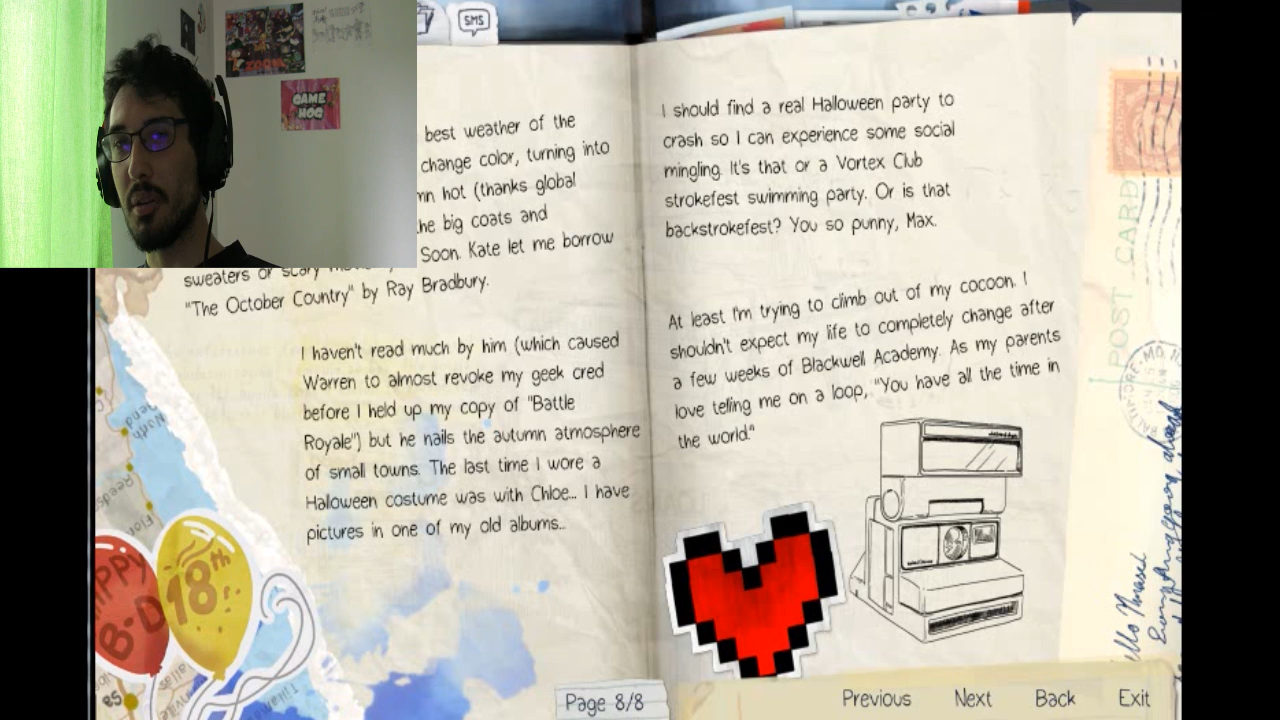 GAME
HOG
SMS
best weather of the
change color, turning into
mn hot (thanks global
the big coats and
Soon. Kate let me borrow
sweaters or scary
"The October Country" by Ray Bradbury.
I haven't read much by him (which caused
Warren to almost revoke my geek cred
before I held up my copy of "Battle
Royale") but he nails the autumn atmosphere
of small towns. The last time I wore a
Halloween costume was with Chloe... I have
pictures in one of my old albums...
HAPPY
B-D
18th
I should find a real Halloween party to
crash so I can experience some social
mingling. It's that or a Vortex Club
strokefest swimming party. Or is that
backstrokefest? You so punny, Max.
At least I'm trying to climb out of my cocoon. I
shouldn't expect my life to completely change after
a few weeks of Blackwell Academy. As my parents
love telling me on a loop, "You have all the time in
the world."
POST CARD
Page 8/8
Previous Next Back Exit